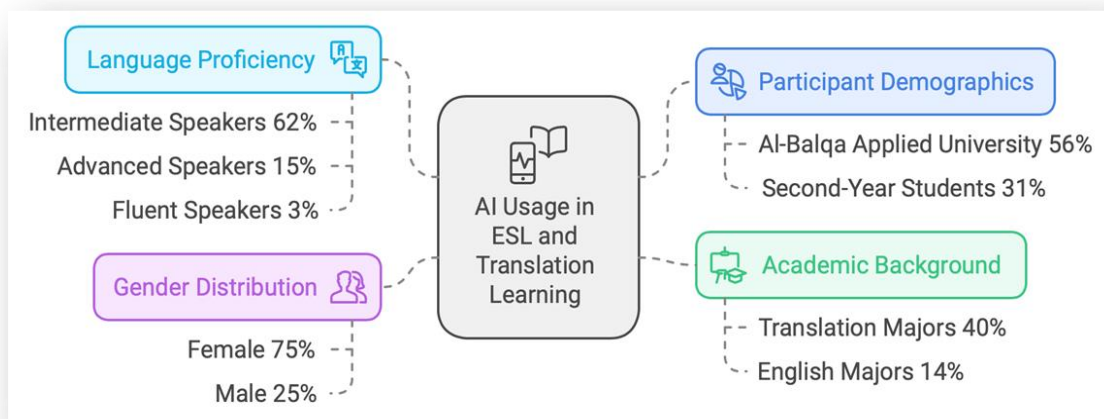 Language Proficiency
Intermediate Speakers 62%
Advanced Speakers 15%
Fluent Speakers 3%
Gender Distribution
Female 75%
Male 25%
AI Usage in
ESL and
Translation
Learning
Participant Demographics
Al-Balqa Applied University 56%
Second-Year Students 31%
Academic Background
Translation Majors 40%
English Majors 14%